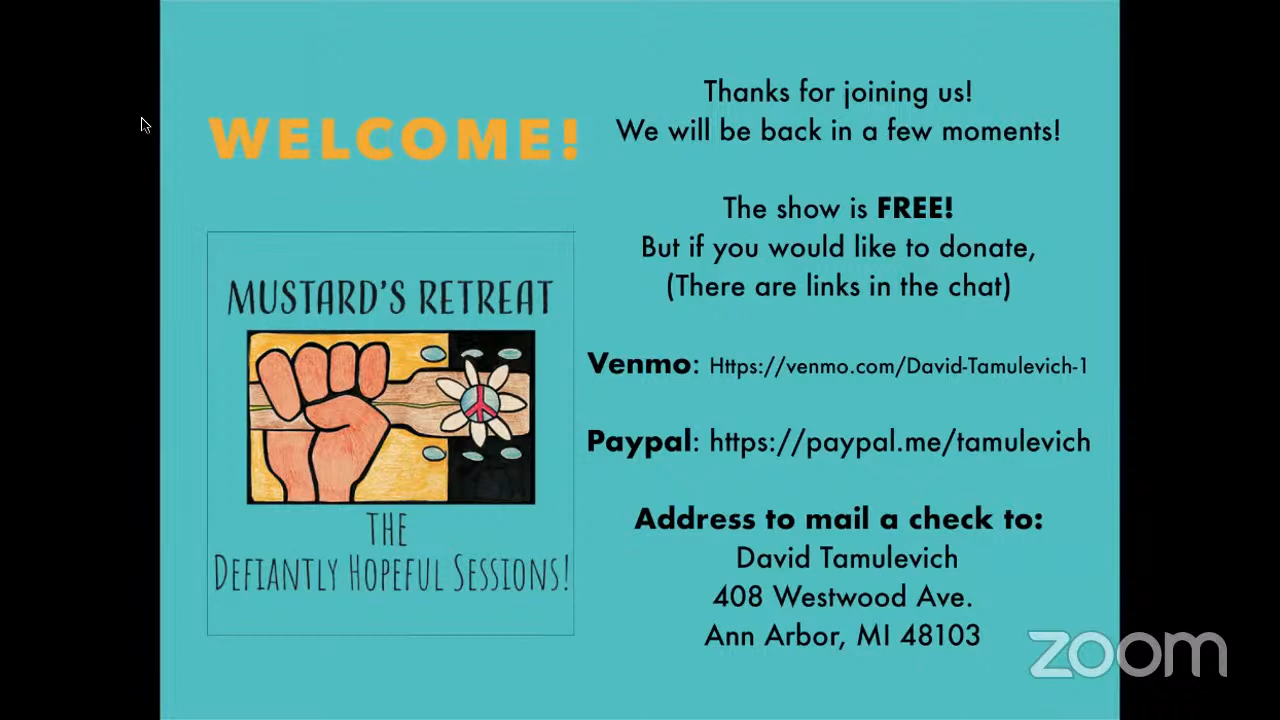 WELCOME!
MUSTARD'S RETREAT
THE
DEFIANTLY HOPEFUL SESSIONS!
Thanks for joining us!
We will be back in a few moments!
The show is FREE!
But if you would like to donate,
(There are links in the chat)
Venmo: Https://venmo.com/David-Tamulevich-1
Paypal: https://paypal.me/tamulevich
Address to mail a check to:
David Tamulevich
408 Westwood Ave.
Ann Arbor, MI 48103
zoom